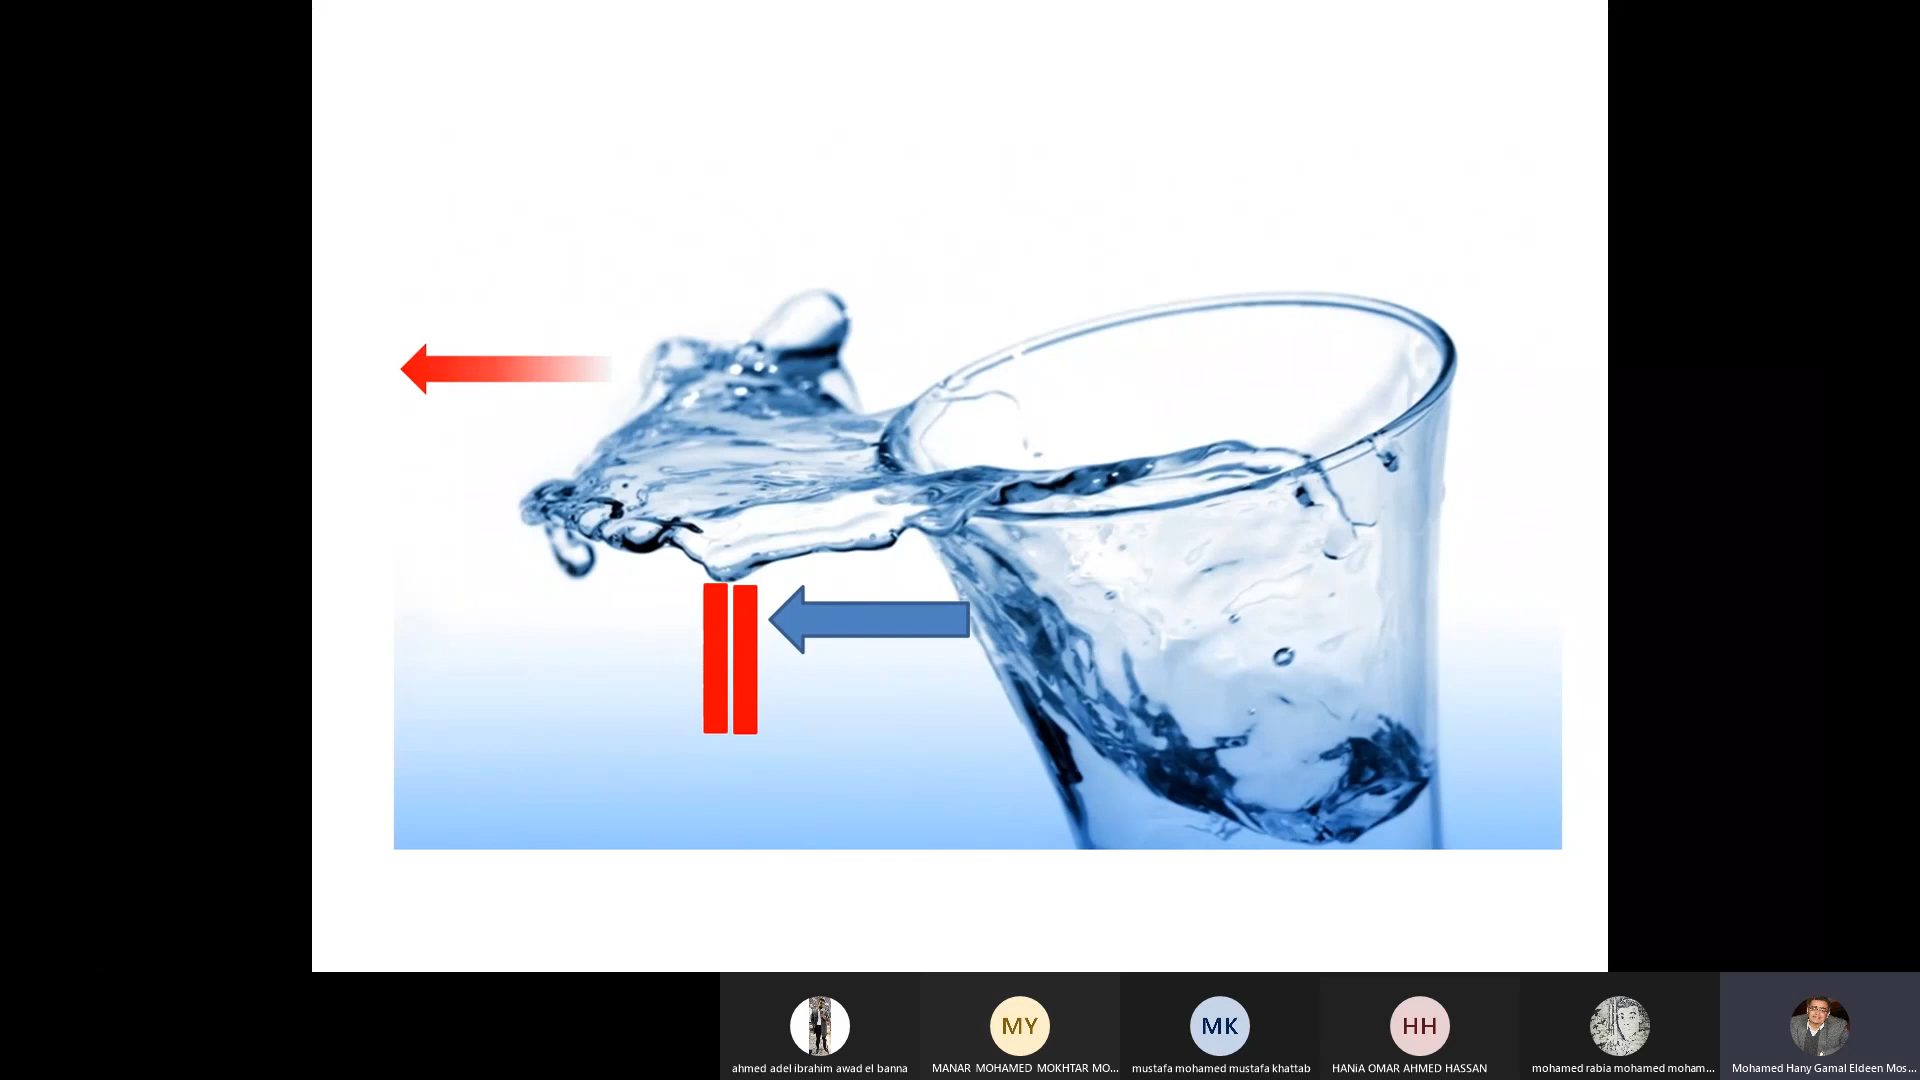 MY
MK
HH
ahmed adel ibrahim awad el banna
MANAR MOHAMED MOKHTAR MO...
mustafa mohamed mustafa khattab
HANiA OMAR AHMED HASSAN
mohamed rabia mohamed moham...
Mohamed Hany Gamal Eldeen Mos...